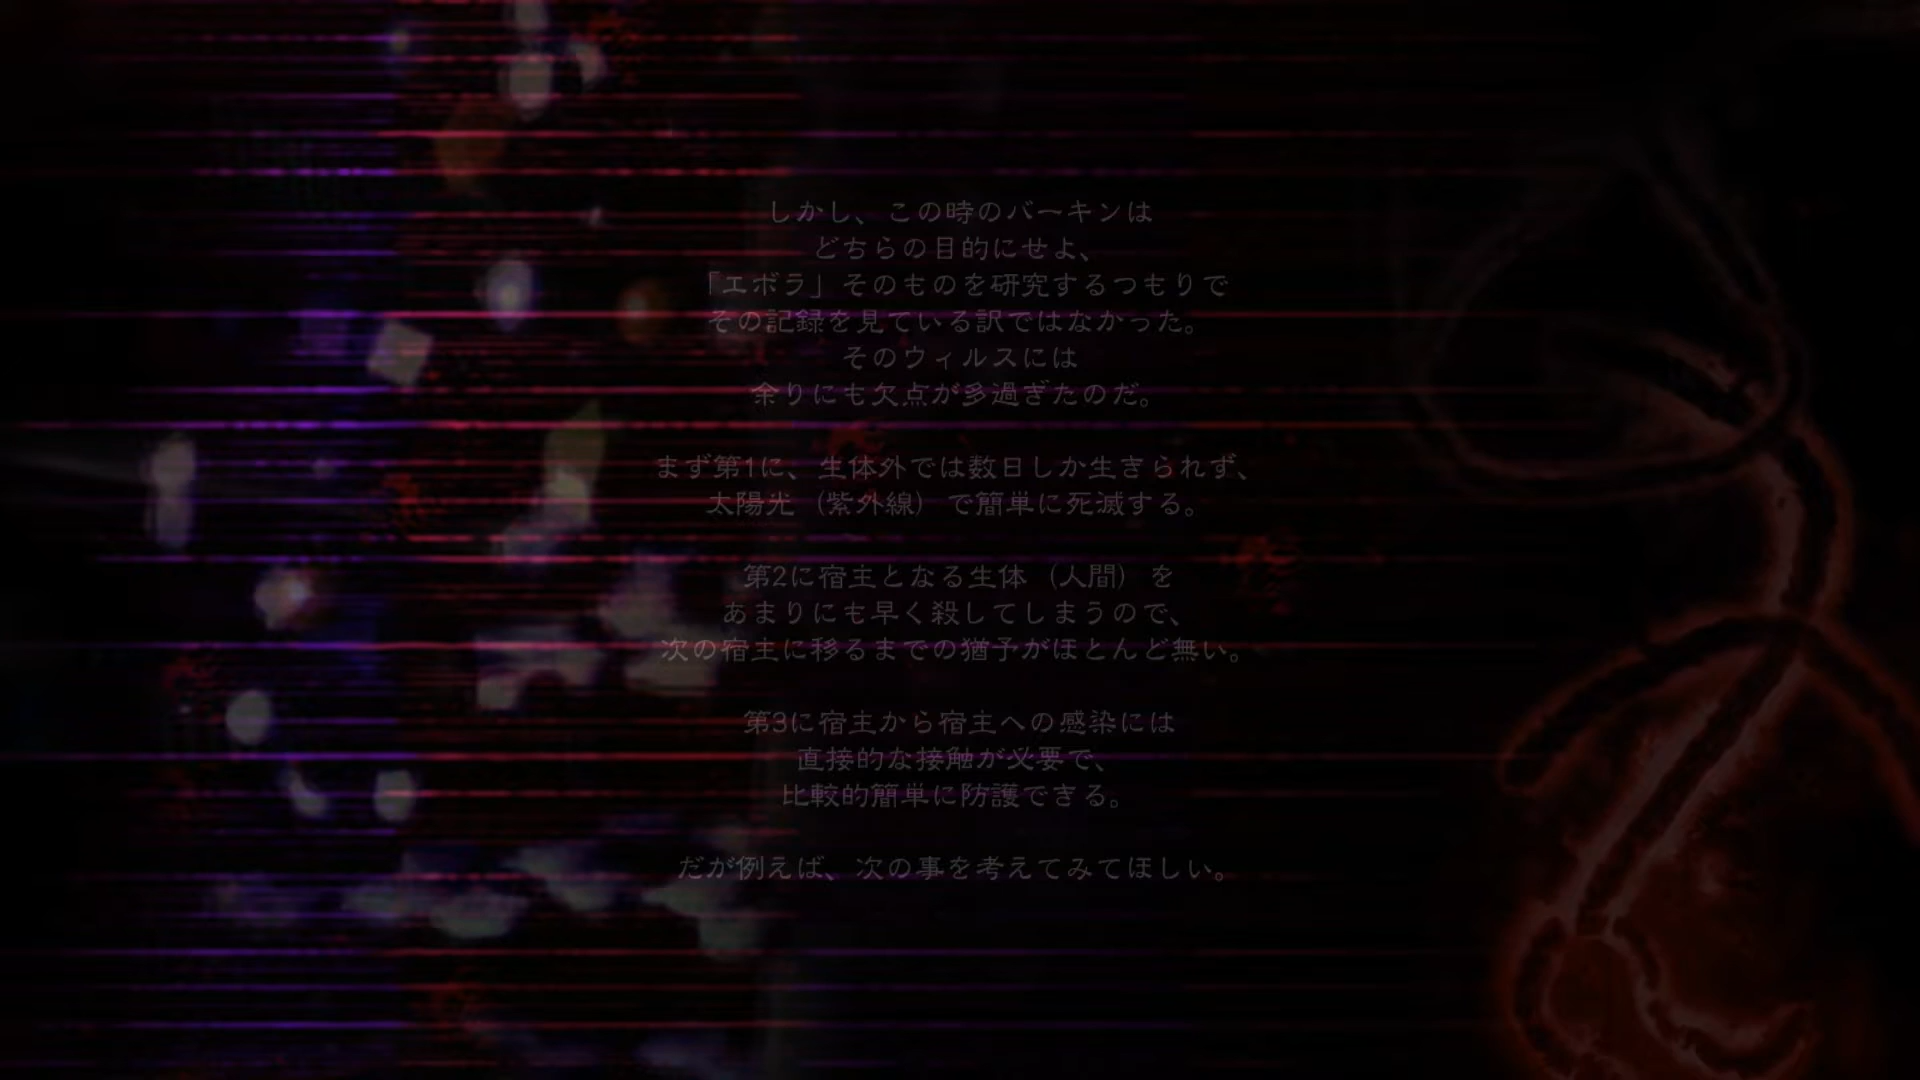 しかし、この時のバーキンは
どちらの目的にせよ、
「エボラ」そのものを研究するつもりで
その記録を見ている訳ではなかった。
そのウィルスには
余りにも欠点が多過ぎたのだ。
まず第1に、生体外では数日しか生きられず、
太陽光（紫外線）で簡単に死滅する。
第2に宿主となる生体（人間）を
あまりにも早く殺してしまうので、
次の宿主に移るまでの猶予がほとんど無い。
第3に宿主から宿主への感染には
直接的な接触が必要で、
比較的簡単に防護できる。
だが例えば、次の事を考えてみてほしい。